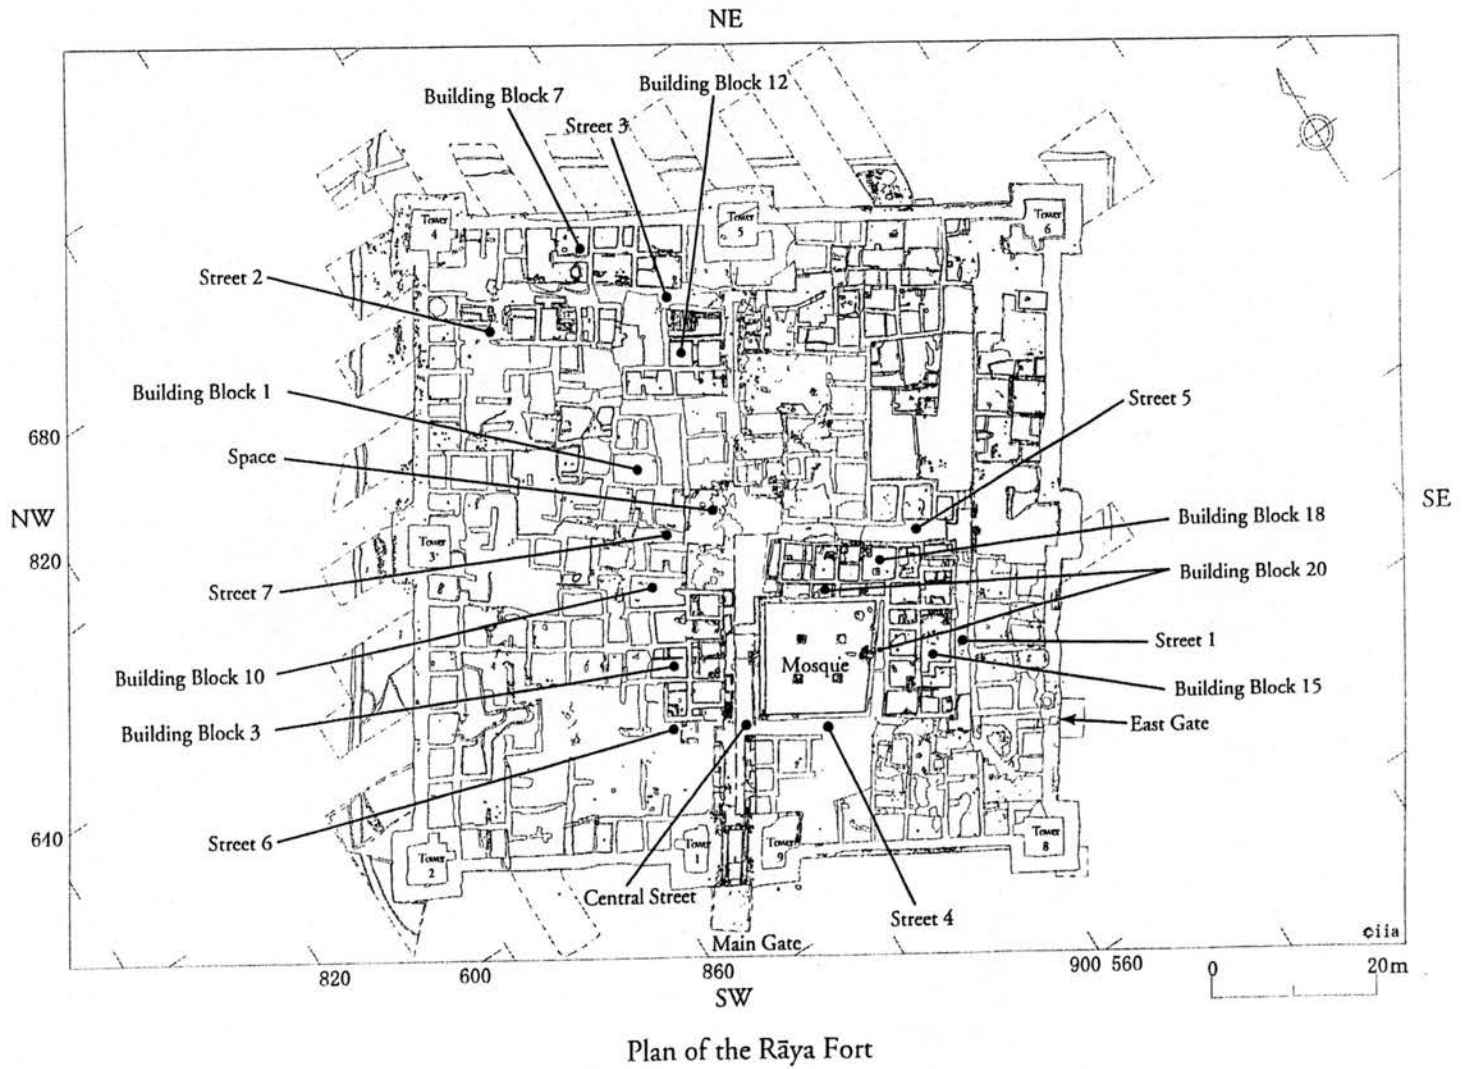 NE
Building Block 7
Building Block 12
Street 3
Tower
4
Tower
5
Tower
6
Street 2
Building Block 1
Street 5
680
Space
NW
SE
Building Block 18
Tower
3
820
Building Block 20
Street 7
Street 1
Mosque
Building Block 10
Building Block 15
East Gate
Building Block 3
640
Street 6
Tower
2
Tower
1
Tower
9
Tower
8
Central Street
Street 4
Main Gate
©iia
820
600
860
900 560
0
20m
SW
Plan of the Rāya Fort